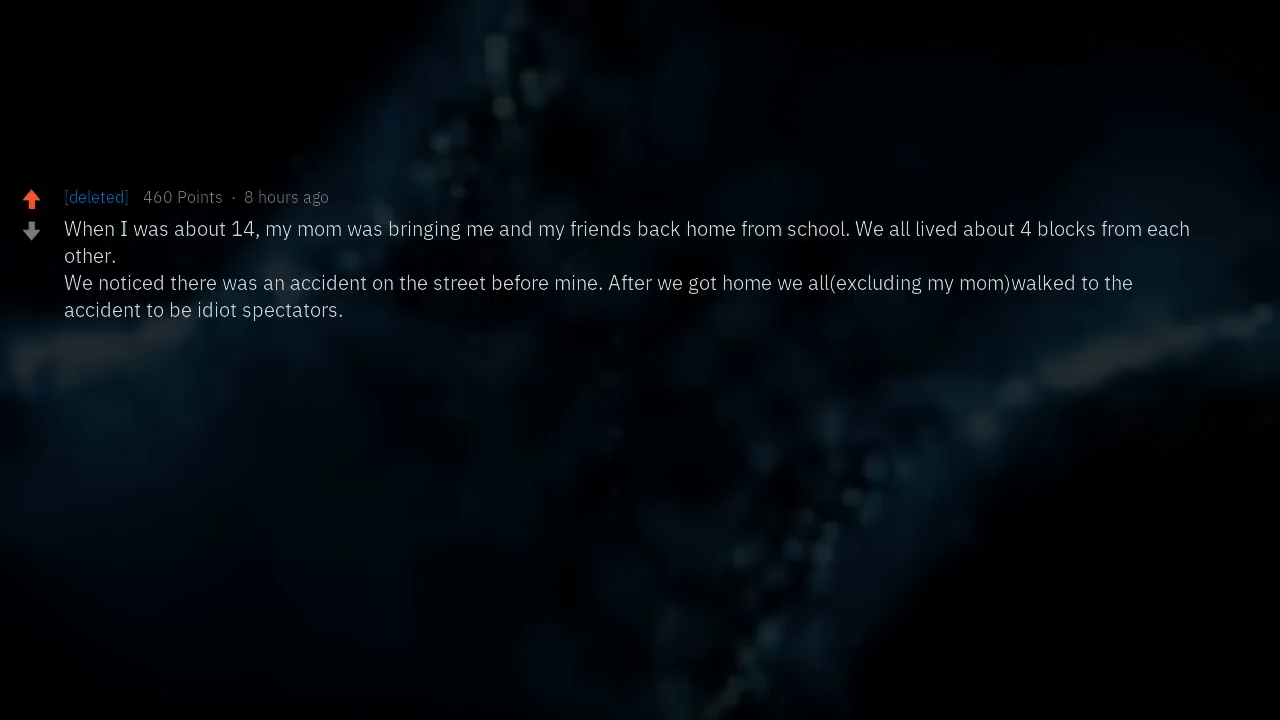 [deleted] 460 Points · 8 hours ago
When I was about 14, my mom was bringing me and my friends back home from school. We all lived about 4 blocks from each
other.
We noticed there was an accident on the street before mine. After we got home we all(excluding my mom)walked to the
accident to be idiot spectators.